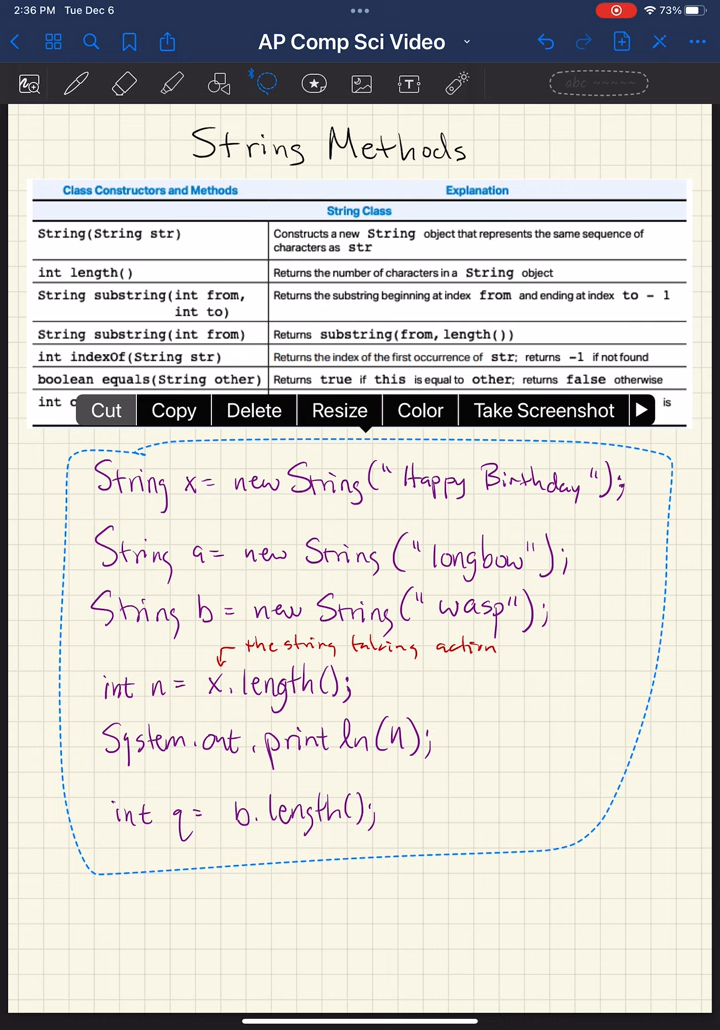 2:36 PM Tue Dec 6
73%
AP Comp Sci Video
abc
String Methods
Class Constructors and Methods Explanation
String Class
String(String str) Constructs a new String object that represents the same sequence of
characters as str
int length() Returns the number of characters in a String object
String substring(int from, Returns the substring beginning at index from and ending at index to - 1
int to)
String substring(int from) Returns substring(from, length())
int indexOf(String str) Returns the index of the first occurrence of str; returns -1 if not found
boolean equals(String other) Returns true if this is equal to other; returns false otherwise
int c is
Cut Copy Delete Resize Color Take Screenshot
String x= new String("Happy Birthday");
String a= new String ("longbow");
String b = new String("wasp");
the string taking action
int n= x.length();
System.out.println(n);
int q= b.length();